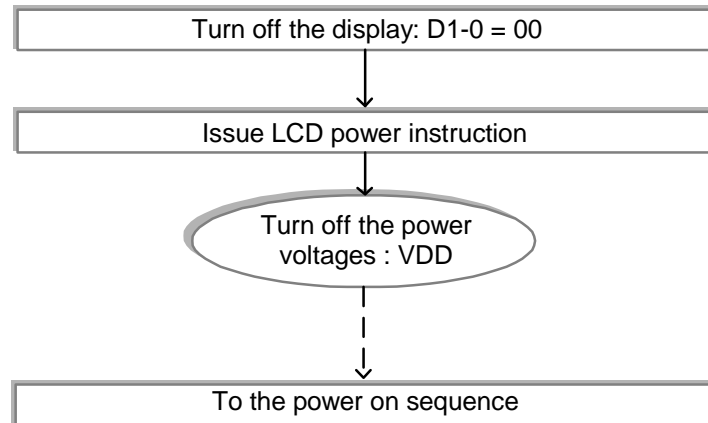 Turn off the display: D1-0 = 00
Issue LCD power instruction
Turn off the power
voltages : VDD
To the power on sequence